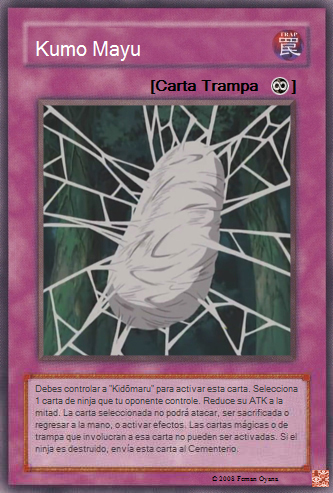 Kumo Mayu
TRAP
罠
[Carta Trampa ]
Debes controlar a "Kidômaru" para activar esta carta. Selecciona
1 carta de ninja que tu oponente controle. Reduce su ATK a la
mitad. La carta seleccionada no podrá atacar, ser sacrificada o
regresar a la mano, o activar efectos. Las cartas mágicas o de
trampa que involucran a esa carta no pueden ser activadas. Si el
ninja es destruido, envía esta carta al Cementerio.
© 2008